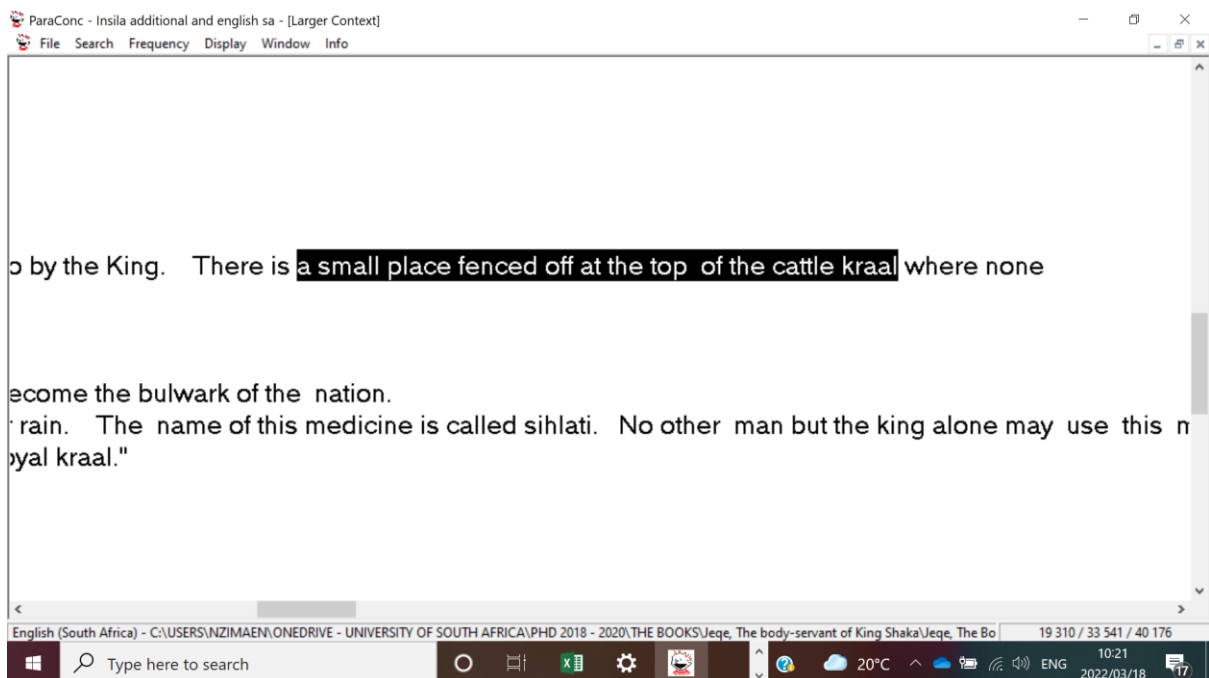 ParaConc - Insila additional and english sa - [Larger Context]
File Search Frequency Display Window Info
by the King. There is a small place fenced off at the top of the cattle kraal where none
ecome the bulwark of the nation.
rain. The name of this medicine is called sihlati. No other man but the king alone may use this
oyal kraal."
English (South Africa) - C:\USERS\NZIMAEN\ONEDRIVE - UNIVERSITY OF SOUTH AFRICA\PHD 2018 - 2020\THE BOOKS\Jeqe, The body-servant of King Shaka\Jeqe, The Bo 19 310 / 33 541 / 40 176
Type here to search 20°C ENG 10:21
2022/03/18 17